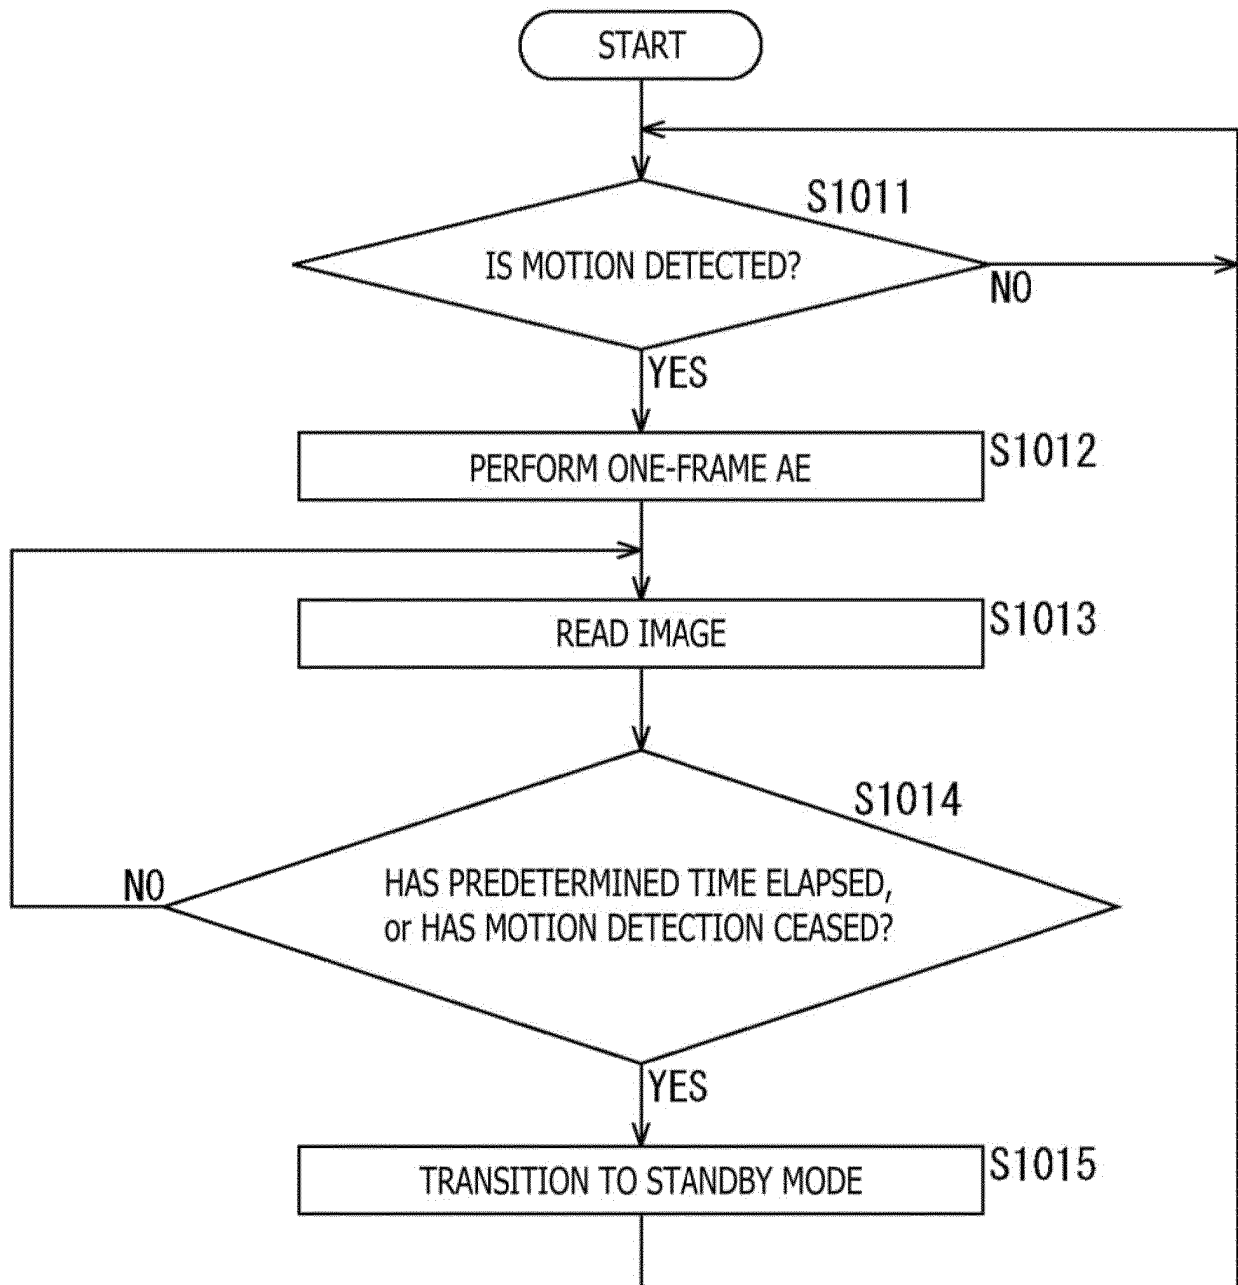 START
S1011
IS MOTION DETECTED?
NO
YES
PERFORM ONE-FRAME AE
S1012
READ IMAGE
S1013
S1014
NO
HAS PREDETERMINED TIME ELAPSED,
or HAS MOTION DETECTION CEASED?
YES
TRANSITION TO STANDBY MODE
S1015